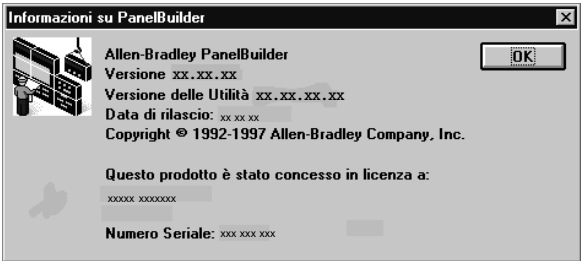 Informazioni su PanelBuilder
Allen-Bradley PanelBuilder
OK
Versione xx.xx.xx
Versione delle Utilità xx.xx.xx.xx
Data di rilascio: xx xx xx
Copyright © 1992-1997 Allen-Bradley Company, Inc.
Questo prodotto è stato concesso in licenza a:
xxxxx xxxxxxx
Numero Seriale: xxx xxx xxx